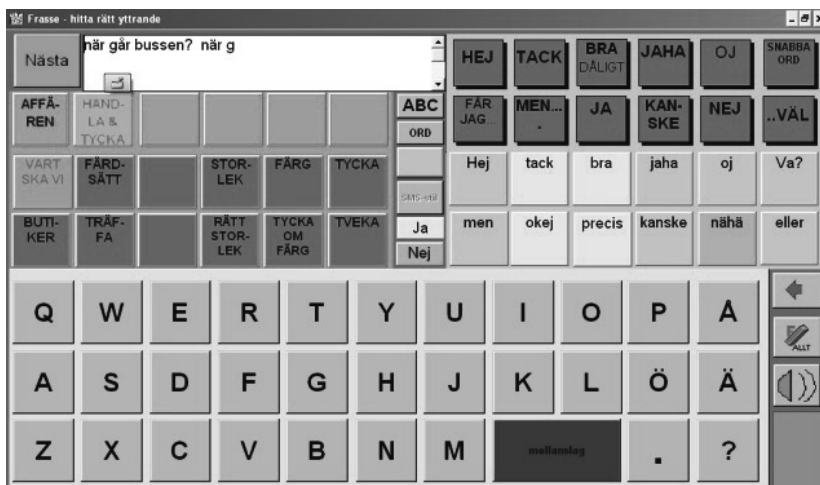 Frasse - hitta rätt yttrande
Nästa
när går bussen? när g
HEJ TACK BRA DÅLIGT JAHA OJ SNABBA ORD
AFFÄ-REN HAND-LA & TYCKA
ABC
ORD
FÅR JAG... MEN... . JA KAN-SKE NEJ ..VÄL
VART SKA VI FÄRD-SÄTT STOR-LEK FÄRG TYCKA
SMS-stil
Hej tack bra jaha oj Va?
BUTI-KER TRÄF-FA RÄTT STOR-LEK TYCKA OM FÄRG TVEKA
Ja
Nej
men okej precis kanske nähä eller
Q W E R T Y U I O P Å
ALLT
A S D F G H J K L Ö Ä
Z X C V B N M mellanslag . ?